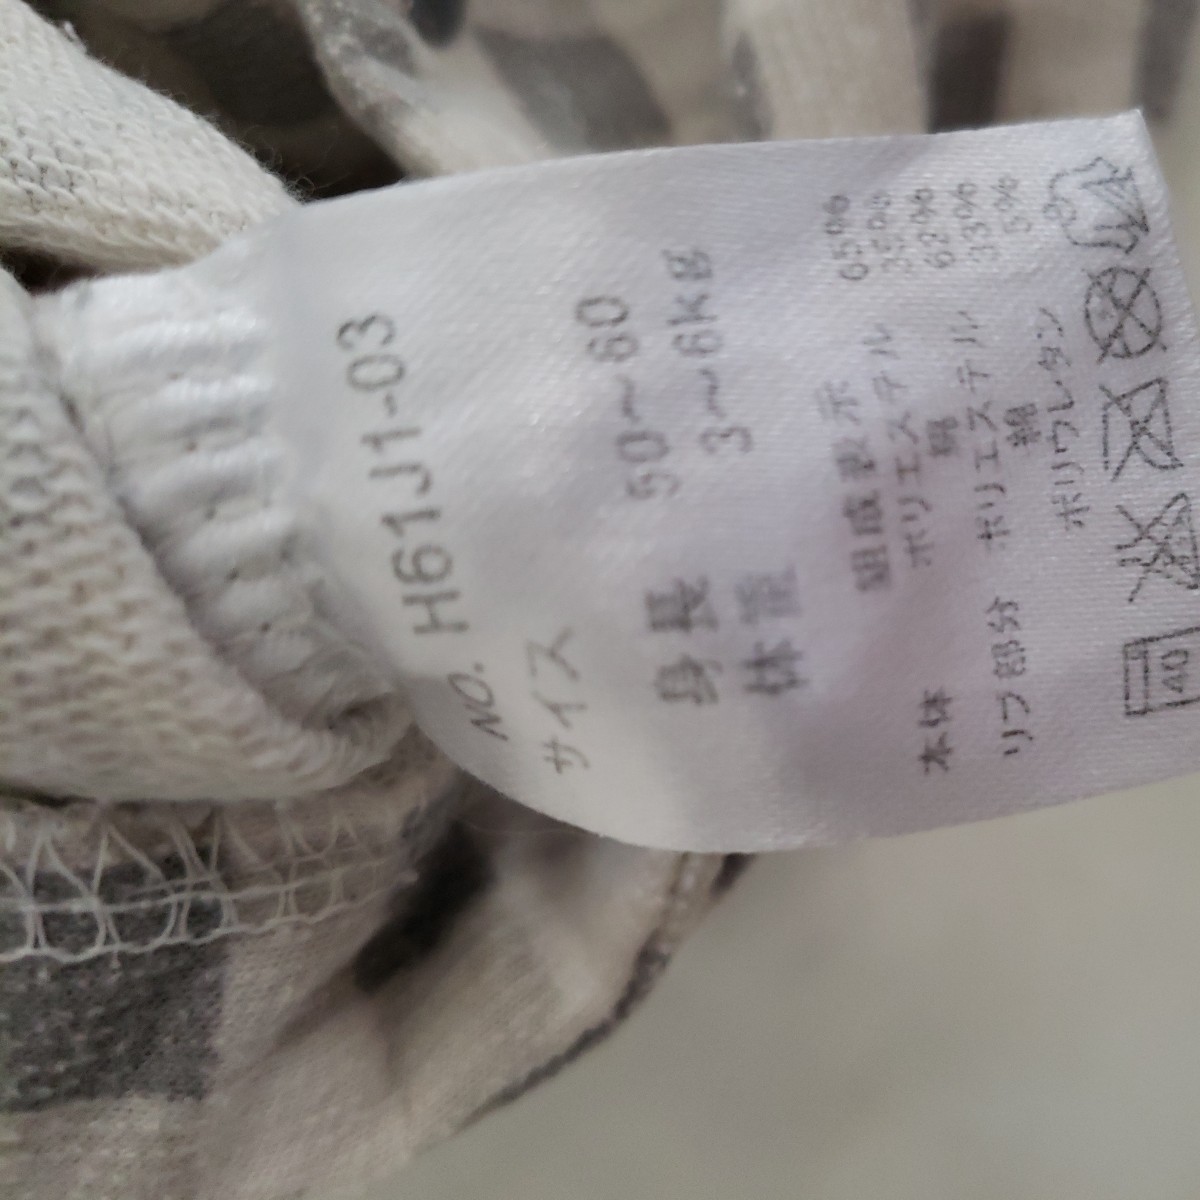 NO. H61J1-03
サイズ
身長 50~60
体重 3~6KG
組成表示
本体 ポリエステル 65%
綿 35%
リブ部分 ポリエステル 62%
綿 33%
ポリウレタン 5%
40